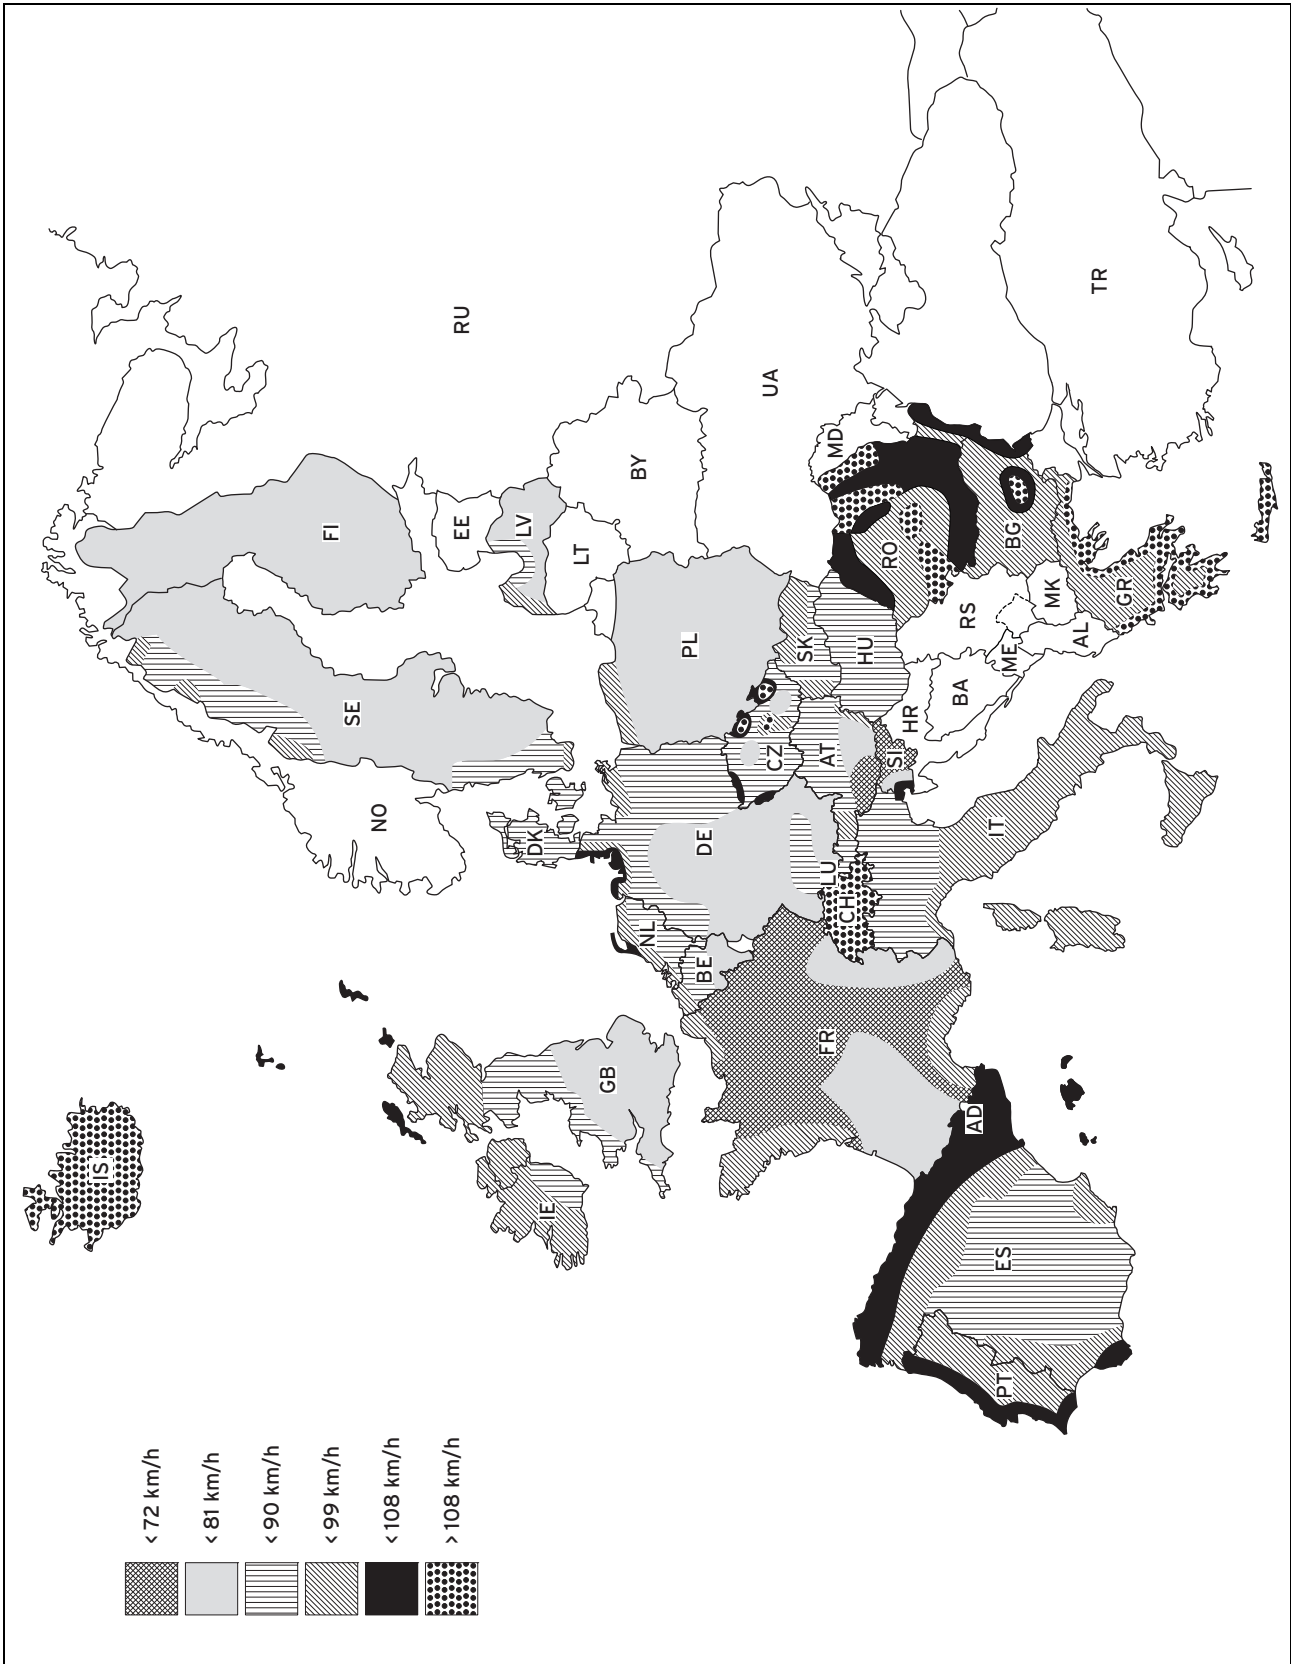 < 72 km/h
< 81 km/h
< 90 km/h
< 99 km/h
<108 km/h
>108 km/h
IS
NO
SE
FI
RU
EE
LV
LT
BY
DK
IE
GB
NL
BE
DE
PL
CZ
SK
UA
LU
FR
CH
AT
HU
MD
SI
HR
RO
BA
RS
ME
MK
BG
AL
GR
TR
IT
AD
ES
PT